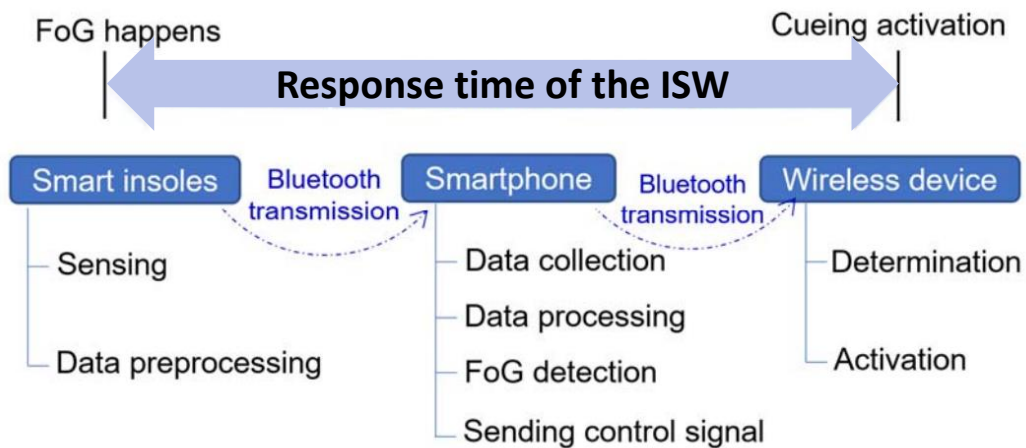 FoG happens
Cueing activation
Response time of the ISW
Smart insoles
Bluetooth
transmission
Smartphone
Bluetooth
transmission
Wireless device
Sensing
Data preprocessing
Data collection
Data processing
FoG detection
Sending control signal
Determination
Activation